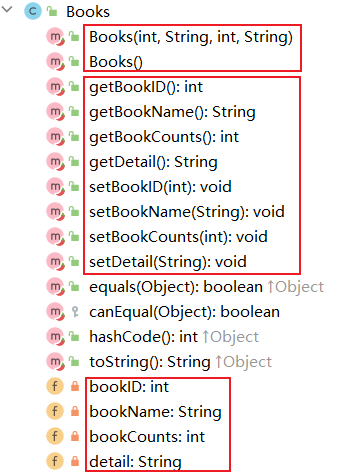 Books
Books(int, String, int, String)
Books()
getBookID(): int
getBookName(): String
getBookCounts(): int
getDetail(): String
setBookID(int): void
setBookName(String): void
setBookCounts(int): void
setDetail(String): void
equals(Object): boolean ↑Object
canEqual(Object): boolean
hashCode(): int ↑Object
toString(): String ↑Object
bookID: int
bookName: String
bookCounts: int
detail: String